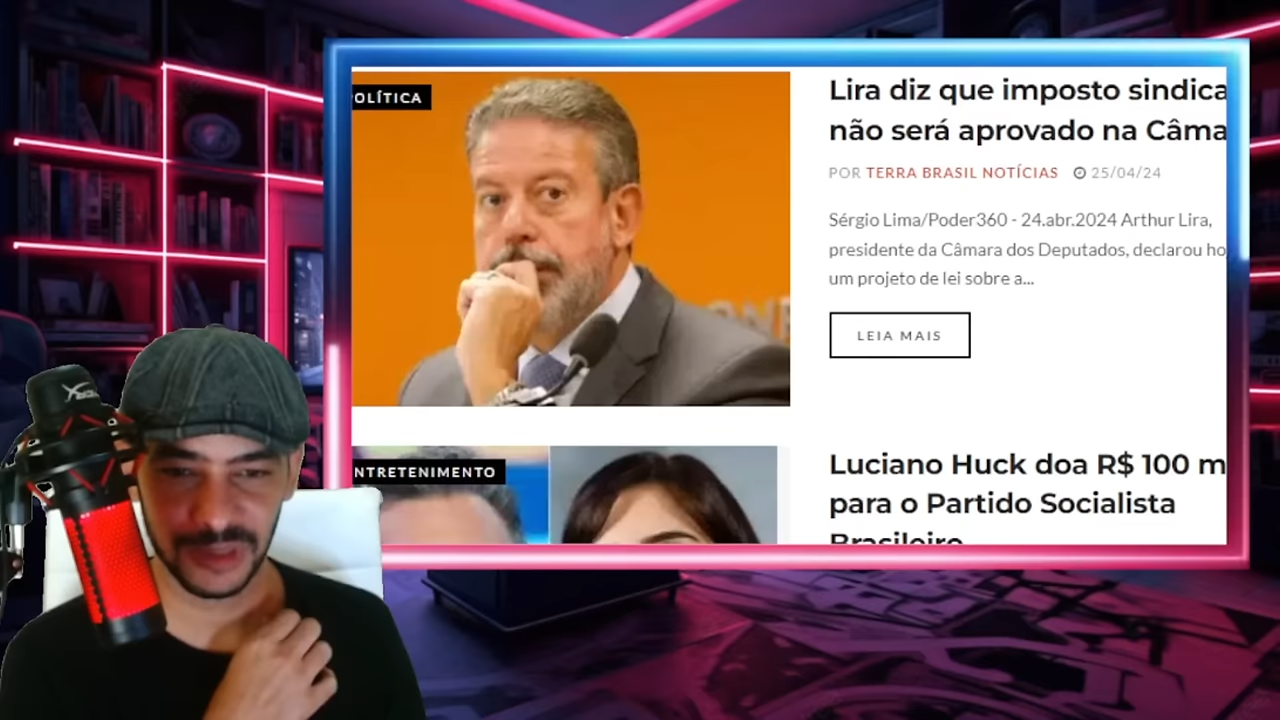 OLÍTICA
Lira diz que imposto sindica
não será aprovado na Câma
POR TERRA BRASIL NOTÍCIAS 25/04/24
Sérgio Lima/Poder360 - 24.abr.2024 Arthur Lira,
presidente da Câmara dos Deputados, declarou ho
um projeto de lei sobre a...
LEIA MAIS
NTRETENIMENTO
Luciano Huck doa R$ 100 m
para o Partido Socialista
Brasileiro